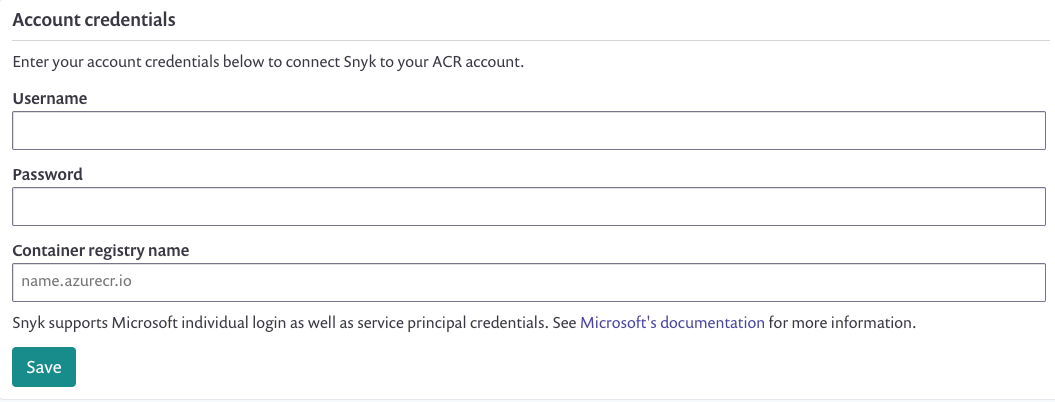 Account credentials
Enter your account credentials below to connect Snyk to your ACR account.
Username
Password
Container registry name
name.azurecr.io
Snyk supports Microsoft individual login as well as service principal credentials. See Microsoft's documentation for more information.
Save